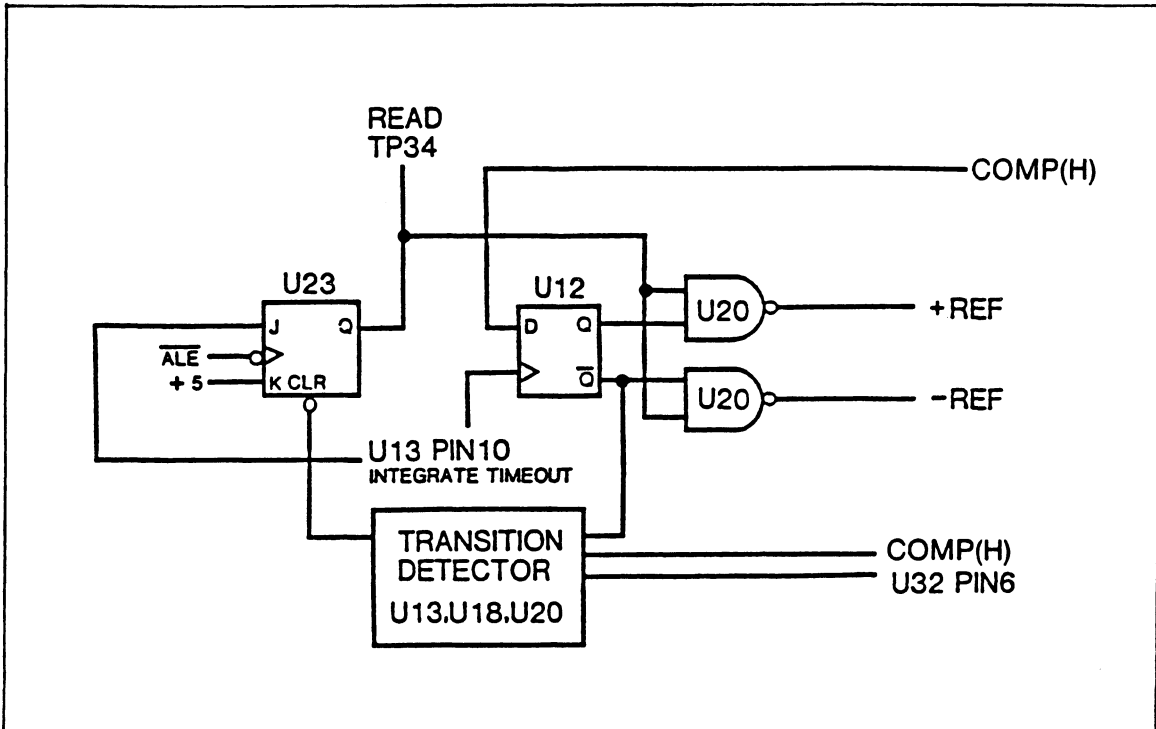 READ
TP34
COMP(H)
U23
U12
J
Q
D
Q
U20
+REF
ALE
+5
K CLR
Q
U20
-REF
U13 PIN10
INTEGRATE TIMEOUT
TRANSITION
DETECTOR
U13,U18,U20
COMP(H)
U32 PIN6